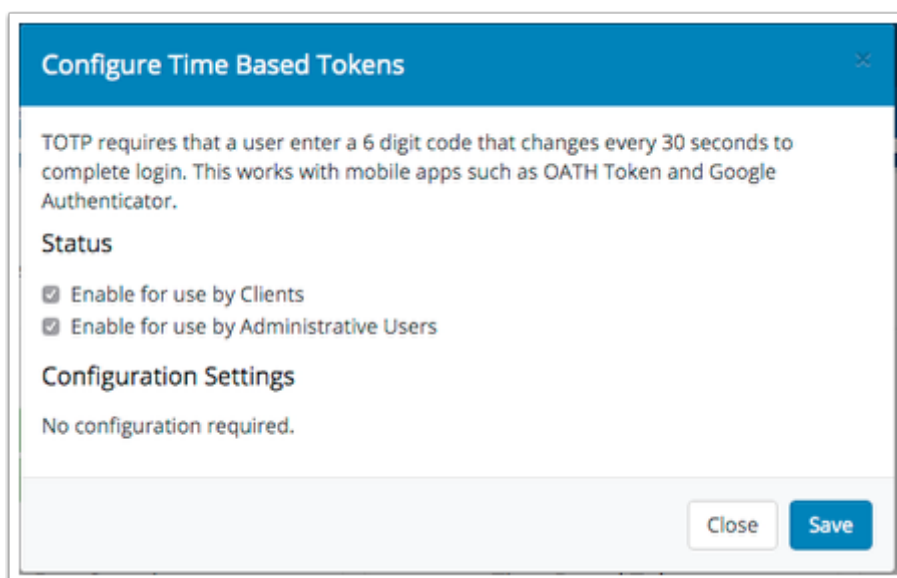 Configure Time Based Tokens
×
TOTP requires that a user enter a 6 digit code that changes every 30 seconds to
complete login. This works with mobile apps such as OATH Token and Google
Authenticator.
Status
Enable for use by Clients
Enable for use by Administrative Users
Configuration Settings
No configuration required.
Close
Save